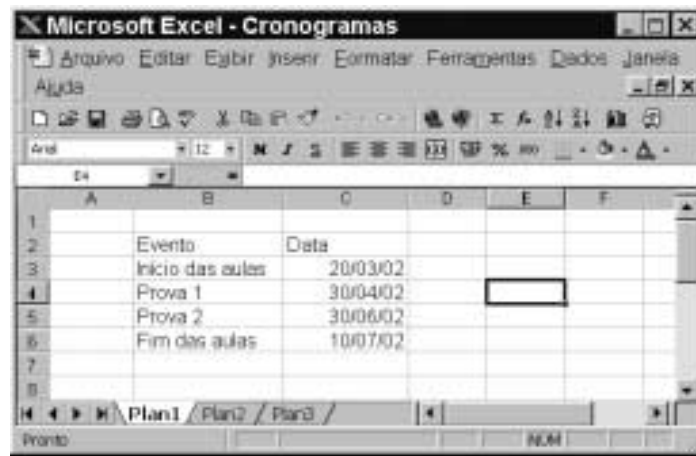 Microsoft Excel - Cronogramas
Arquivo Editar Exibir Inserir Formatar Ferramentas Dados Janela
Ajuda
Arial 12 N I S % 000
E4 =
A B C D E F
1
2 Evento Data
3 Início das aulas 20/03/02
4 Prova 1 30/04/02
5 Prova 2 30/06/02
6 Fim das aulas 10/07/02
7
8
Plan1 Plan2 Plan3
Pronto NUM